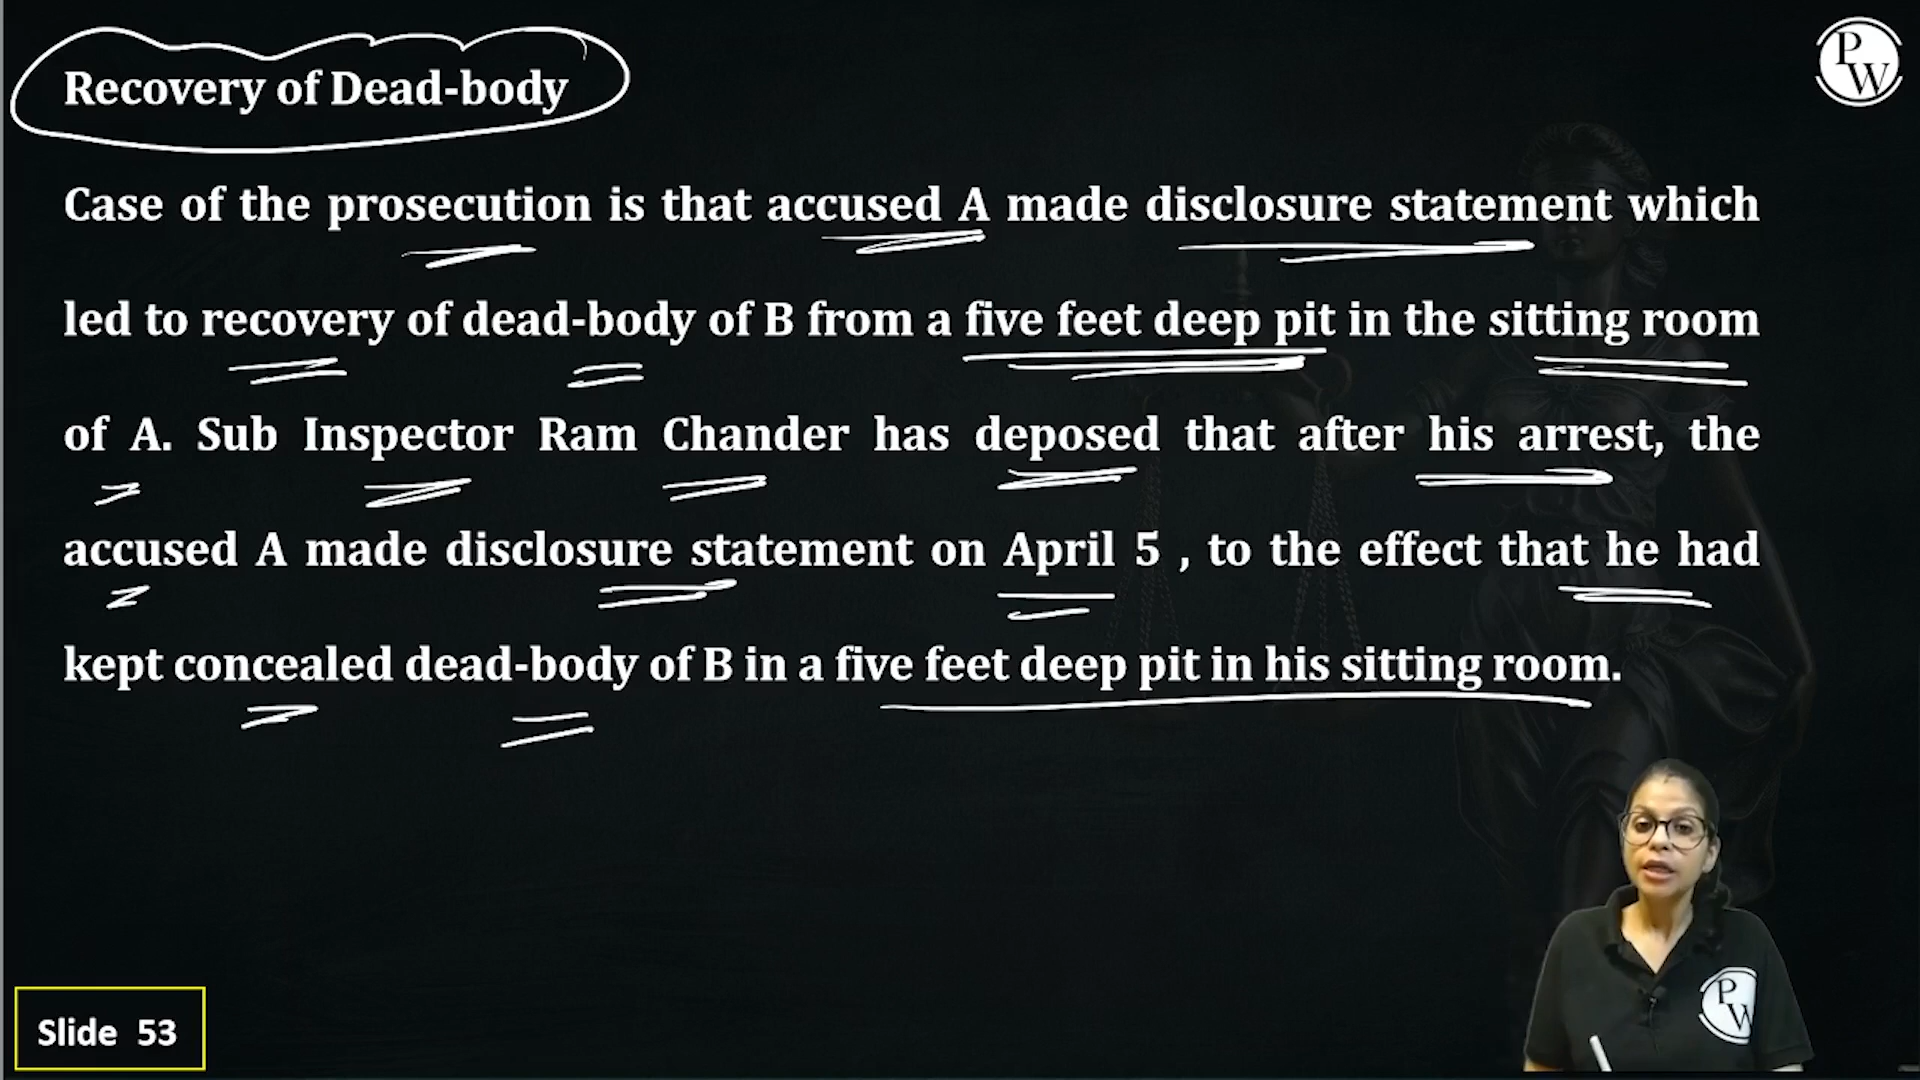 Recovery of Dead-body
PW
Case of the prosecution is that accused A made disclosure statement which
led to recovery of dead-body of B from a five feet deep pit in the sitting room
of A. Sub Inspector Ram Chander has deposed that after his arrest, the
accused A made disclosure statement on April 5 , to the effect that he had
kept concealed dead-body of B in a five feet deep pit in his sitting room.
PW
Slide 53